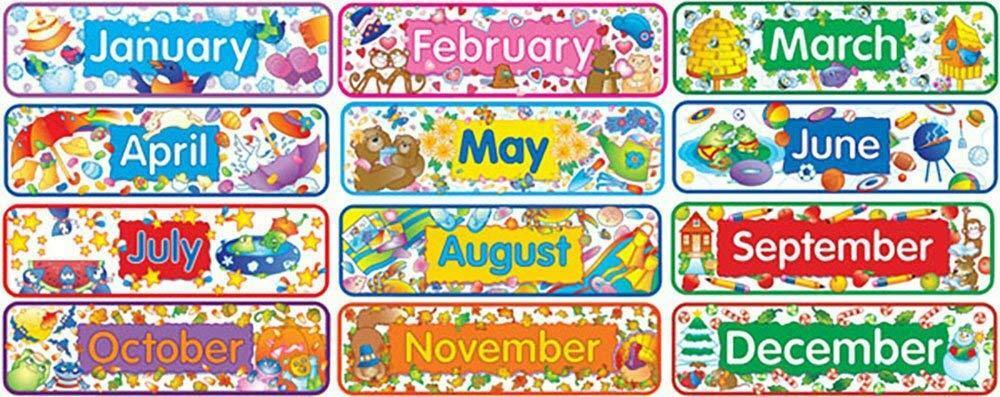 January
February
March
April
May
June
July
August
September
October
November
December